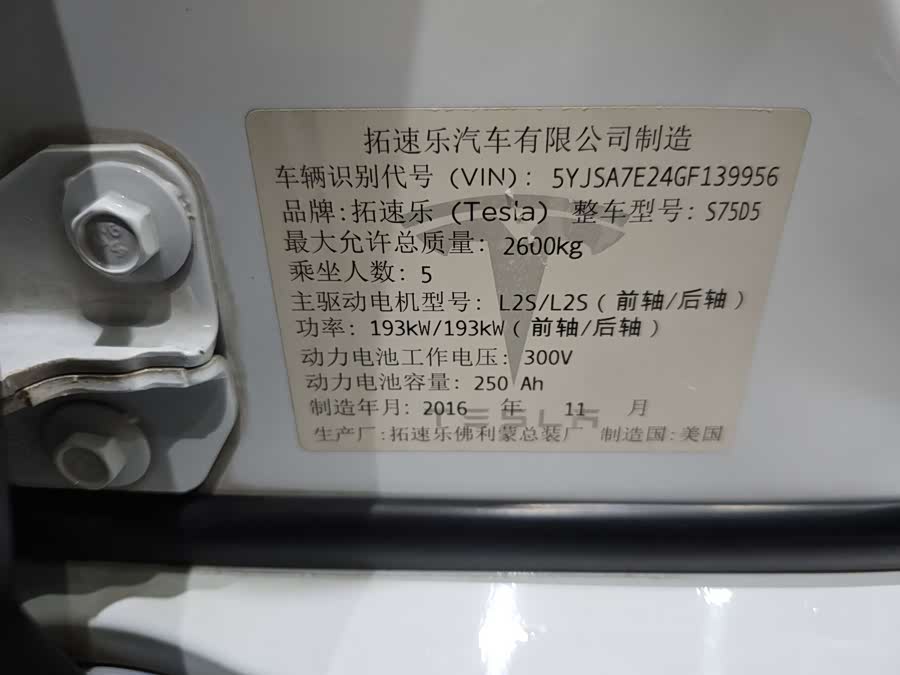 拓速乐汽车有限公司制造
车辆识别代号 (VIN): 5YJSA7E24GF139956
品牌:拓速乐 (Tesla) 整车型号: S75D5
最大允许总质量: 2600kg
乘坐人数: 5
主驱动电机型号: L2S/L2S ( 前轴/后轴 )
功率: 193kW/193kW ( 前轴/后轴 )
动力电池工作电压: 300V
动力电池容量: 250 Ah
制造年月: 2016 年 11 月
TESLA
生产厂:拓速乐佛利蒙总装厂 制造国:美国